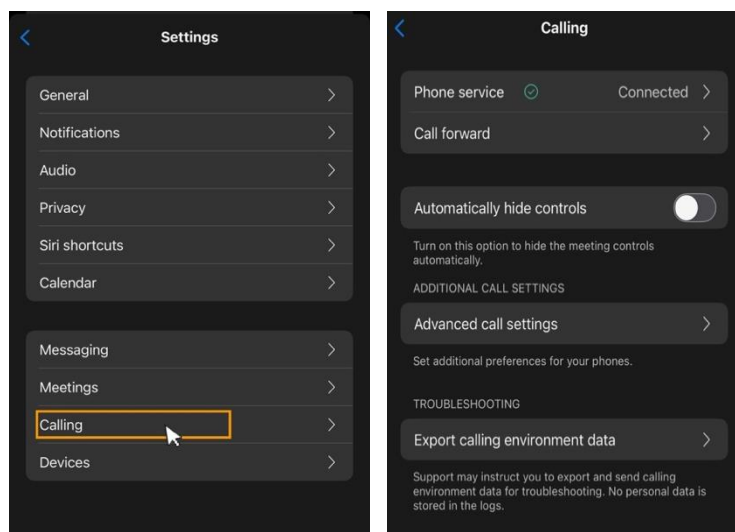 Settings
General
Notifications
Audio
Privacy
Siri shortcuts
Calendar
Messaging
Meetings
Calling
Devices
Calling
Phone service Connected
Call forward
Automatically hide controls
Turn on this option to hide the meeting controls
automatically.
ADDITIONAL CALL SETTINGS
Advanced call settings
Set additional preferences for your phones.
TROUBLESHOOTING
Export calling environment data
Support may instruct you to export and send calling
environment data for troubleshooting. No personal data is
stored in the logs.